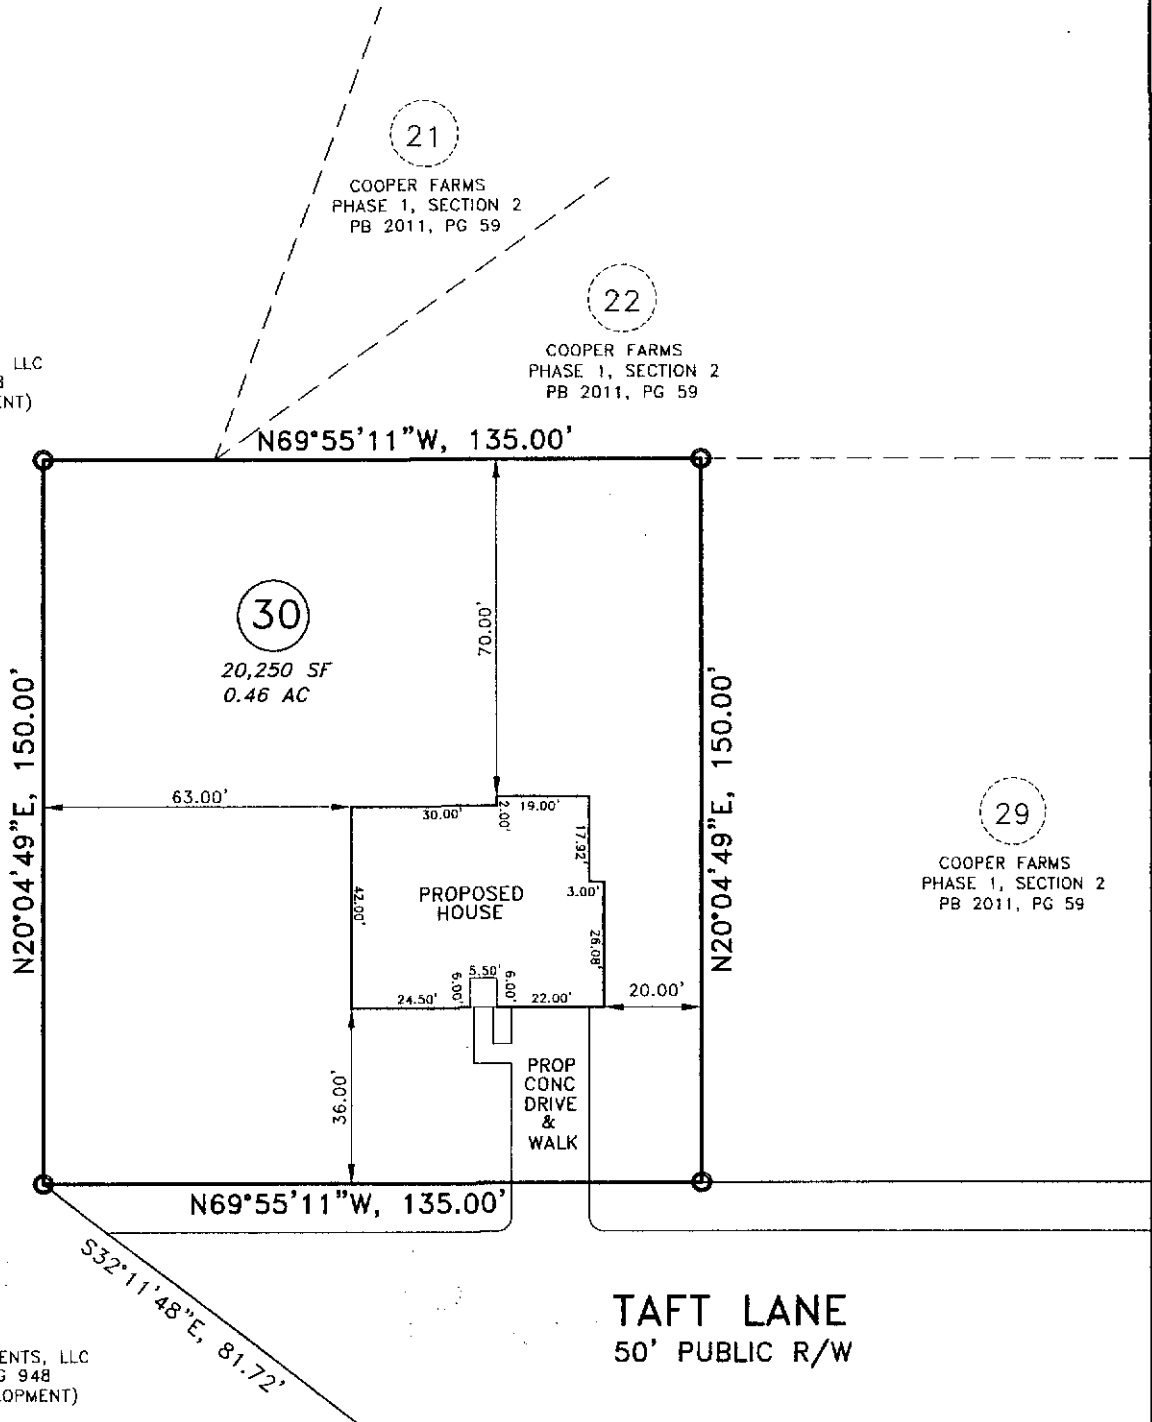 21
COOPER FARMS
PHASE 1, SECTION 2
PB 2011, PG 59
22
COOPER FARMS
PHASE 1, SECTION 2
PB 2011, PG 59
LLC
N69°55'11"W, 135.00'
30
20,250 SF
0.46 AC
70.00'
N20°04'49"E, 150.00'
N20°04'49"E, 150.00'
63.00'
30.00'
2.00'
19.00'
17.92'
3.00'
42.00'
26.08'
PROPOSED
HOUSE
5.50'
6.00'
6.00'
24.50'
22.00'
20.00'
29
COOPER FARMS
PHASE 1, SECTION 2
PB 2011, PG 59
36.00'
PROP
CONC
DRIVE
&
WALK
N69°55'11"W, 135.00'
S32°11'48"E, 81.72'
TAFT LANE
50' PUBLIC R/W
ENTS, LLC
G 948
OPMENT)